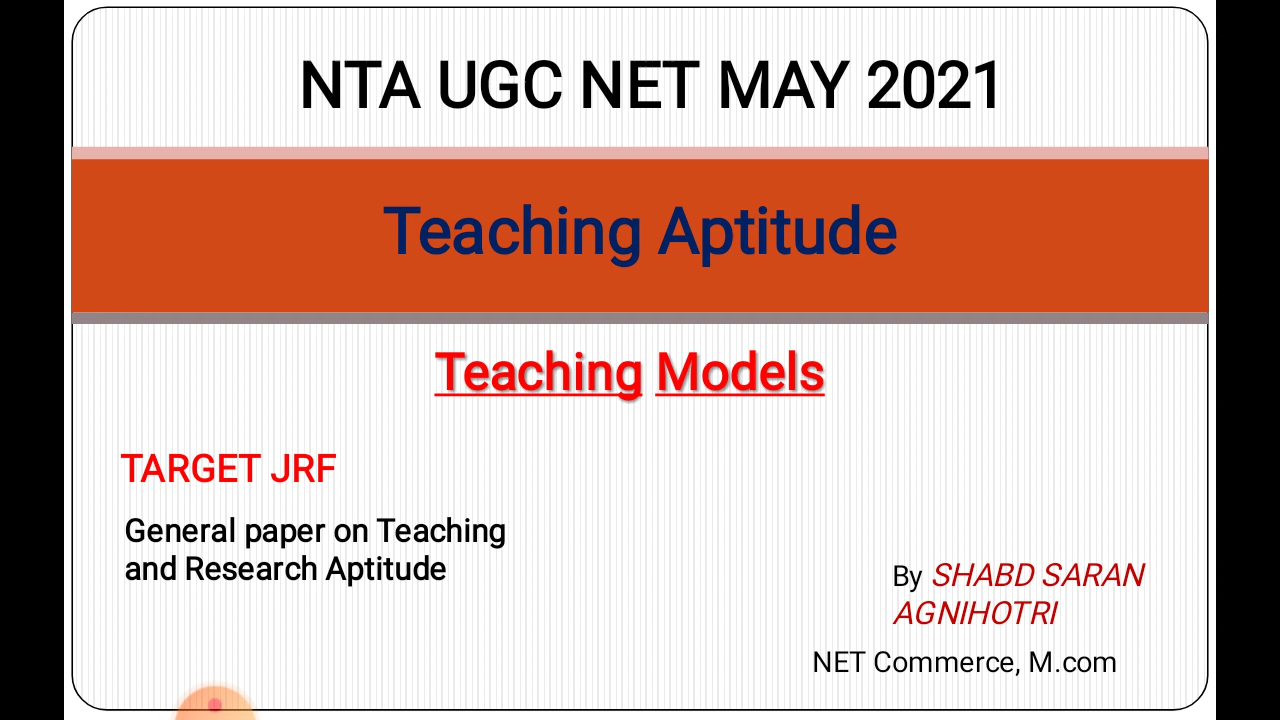 NTA UGC NET MAY 2021
Teaching Aptitude
Teaching Models
TARGET JRF
General paper on Teaching
and Research Aptitude
By SHABD SARAN
AGNIHOTRI
NET Commerce, M.com